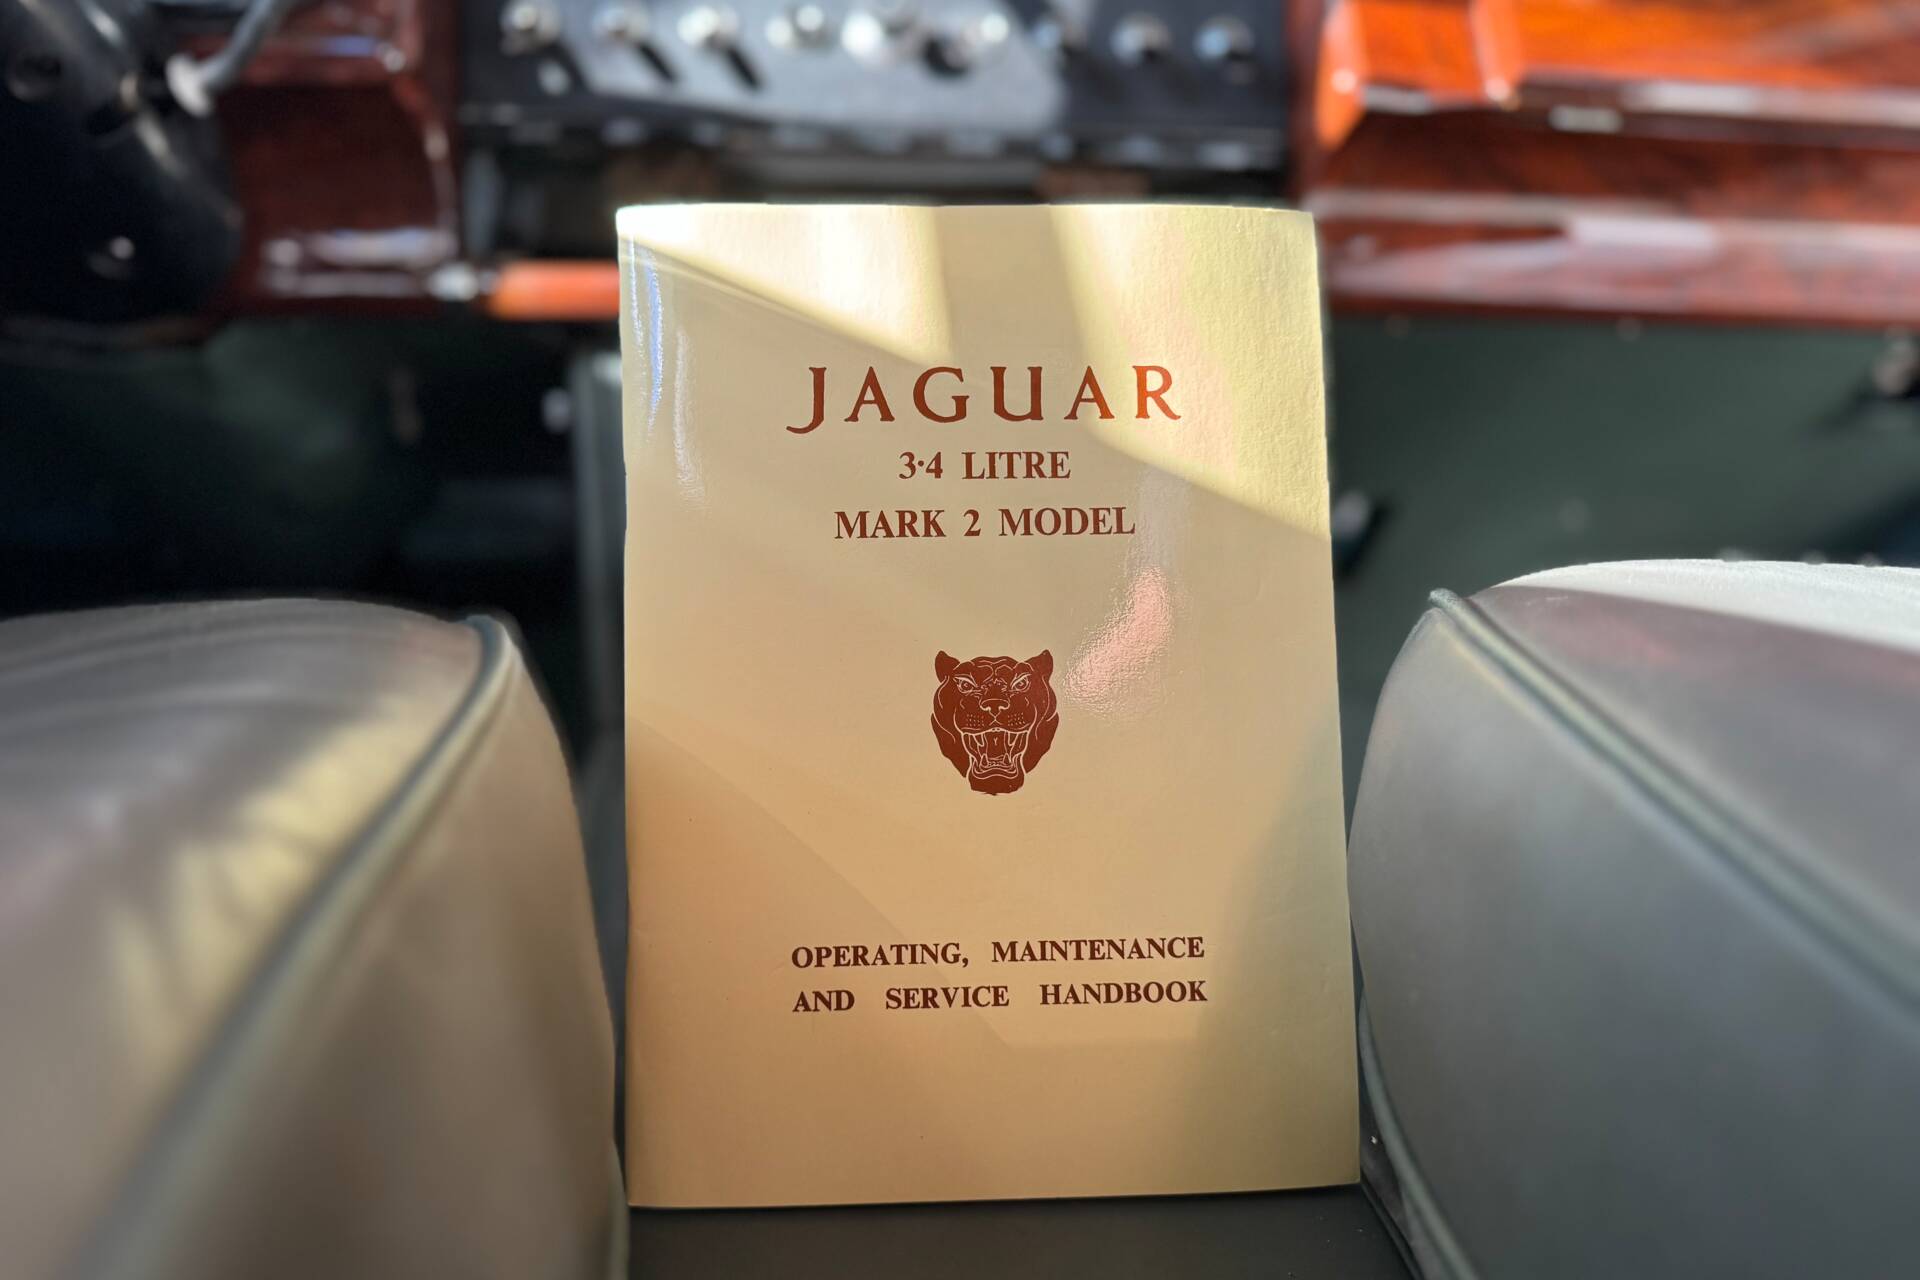 JAGUAR
3·4 LITRE
MARK 2 MODEL
OPERATING, MAINTENANCE
AND SERVICE HANDBOOK